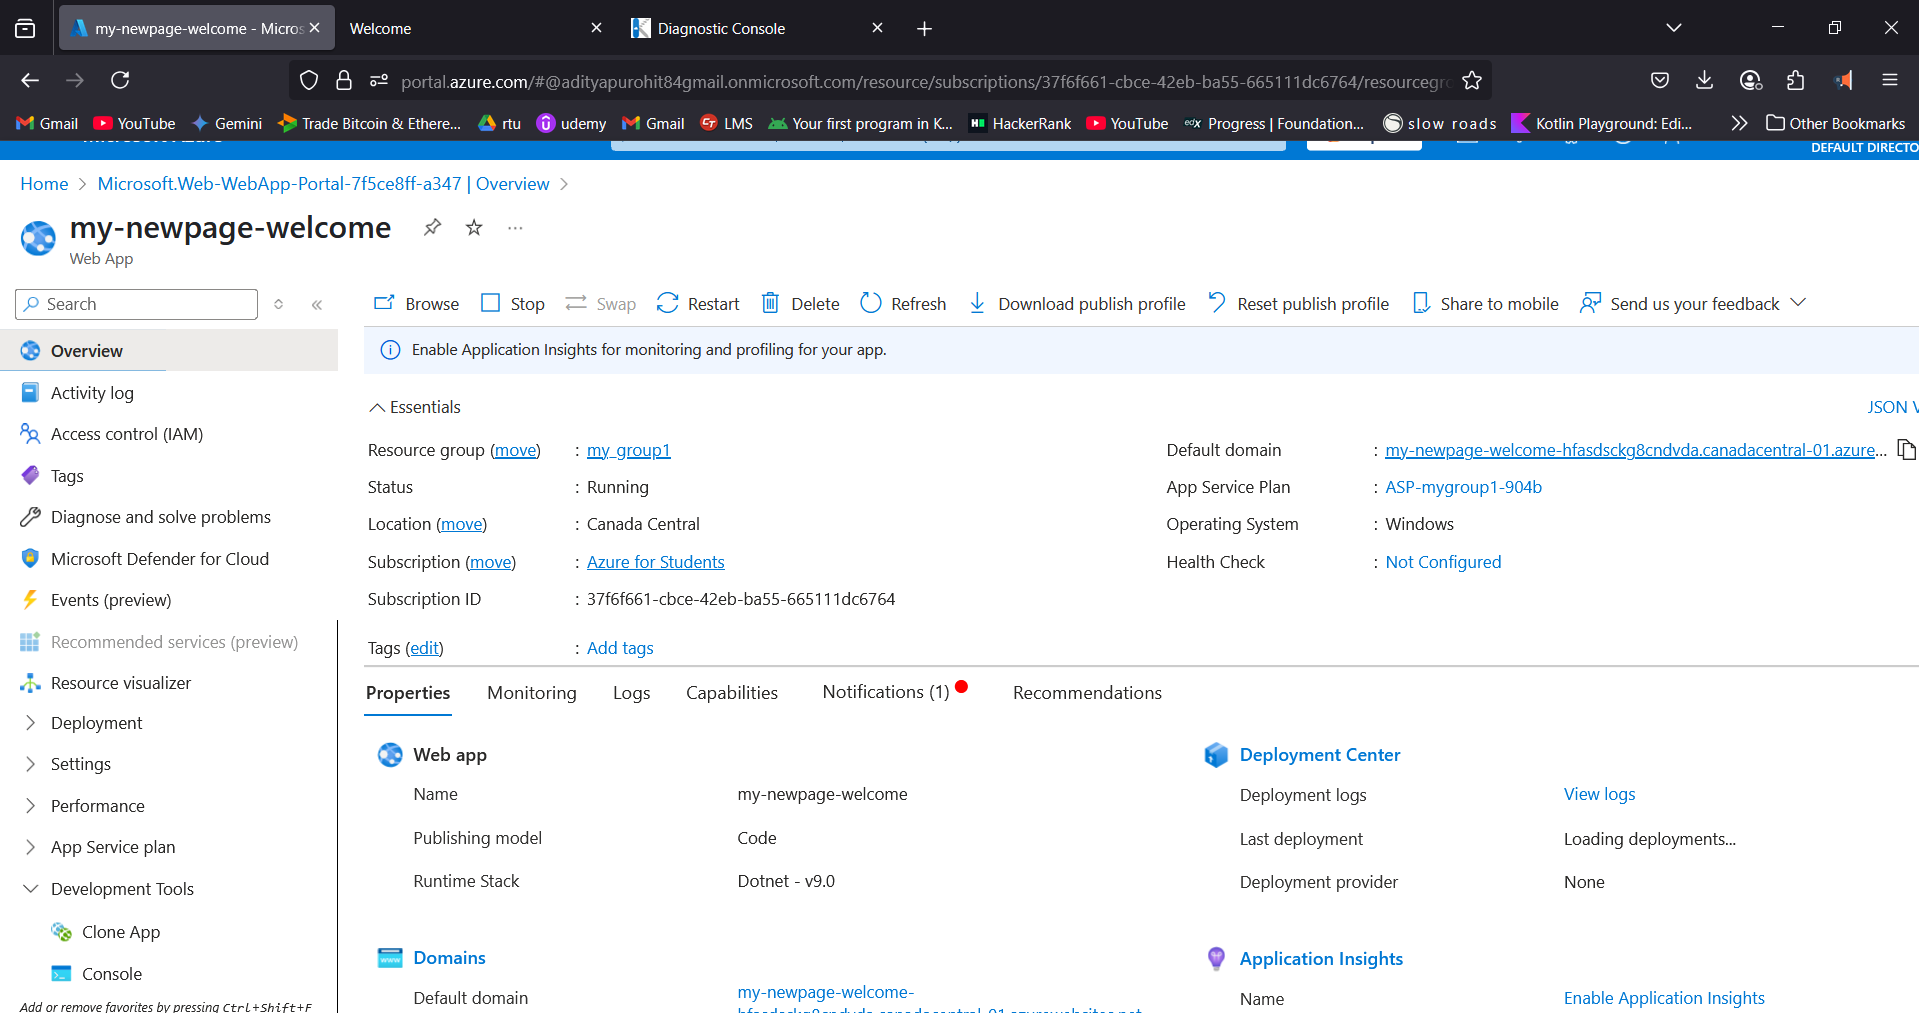 my-newpage-welcome - Micros
Welcome
Diagnostic Console
portal.azure.com/#@adityapurohit84gmail.onmicrosoft.com/resource/subscriptions/37f6f661-cbce-42eb-ba55-665111dc6764/resourcegro
Gmail
YouTube
Gemini
Trade Bitcoin & Ethere...
rtu
udemy
Gmail
LMS
Your first program in K...
HackerRank
YouTube
edX
Progress | Foundation...
slow roads
Kotlin Playground: Edi...
Other Bookmarks
DEFAULT DIRECTO
Home > Microsoft.Web-WebApp-Portal-7f5ce8ff-a347 | Overview >
my-newpage-welcome
Web App
Search
Browse
Stop
Swap
Restart
Delete
Refresh
Download publish profile
Reset publish profile
Share to mobile
Send us your feedback
Overview
Activity log
Access control (IAM)
Tags
Diagnose and solve problems
Microsoft Defender for Cloud
Events (preview)
Recommended services (preview)
Resource visualizer
Deployment
Settings
Performance
App Service plan
Development Tools
Clone App
Console
Add or remove favorites by pressing Ctrl+Shift+F
Enable Application Insights for monitoring and profiling for your app.
Essentials
JSON V
Resource group (move) : my_group1
Status : Running
Location (move) : Canada Central
Subscription (move) : Azure for Students
Subscription ID : 37f6f661-cbce-42eb-ba55-665111dc6764
Tags (edit) : Add tags
Default domain : my-newpage-welcome-hfasdsckg8cndvda.canadacentral-01.azure...
App Service Plan : ASP-mygroup1-904b
Operating System : Windows
Health Check : Not Configured
Properties
Monitoring
Logs
Capabilities
Notifications (1)
Recommendations
Web app
Name my-newpage-welcome
Publishing model Code
Runtime Stack Dotnet - v9.0
Domains
Default domain my-newpage-welcome-
hfasdsckg8cndvda.canadacentral-01.azurewebsites.net
Deployment Center
Deployment logs View logs
Last deployment Loading deployments...
Deployment provider None
Application Insights
Name Enable Application Insights